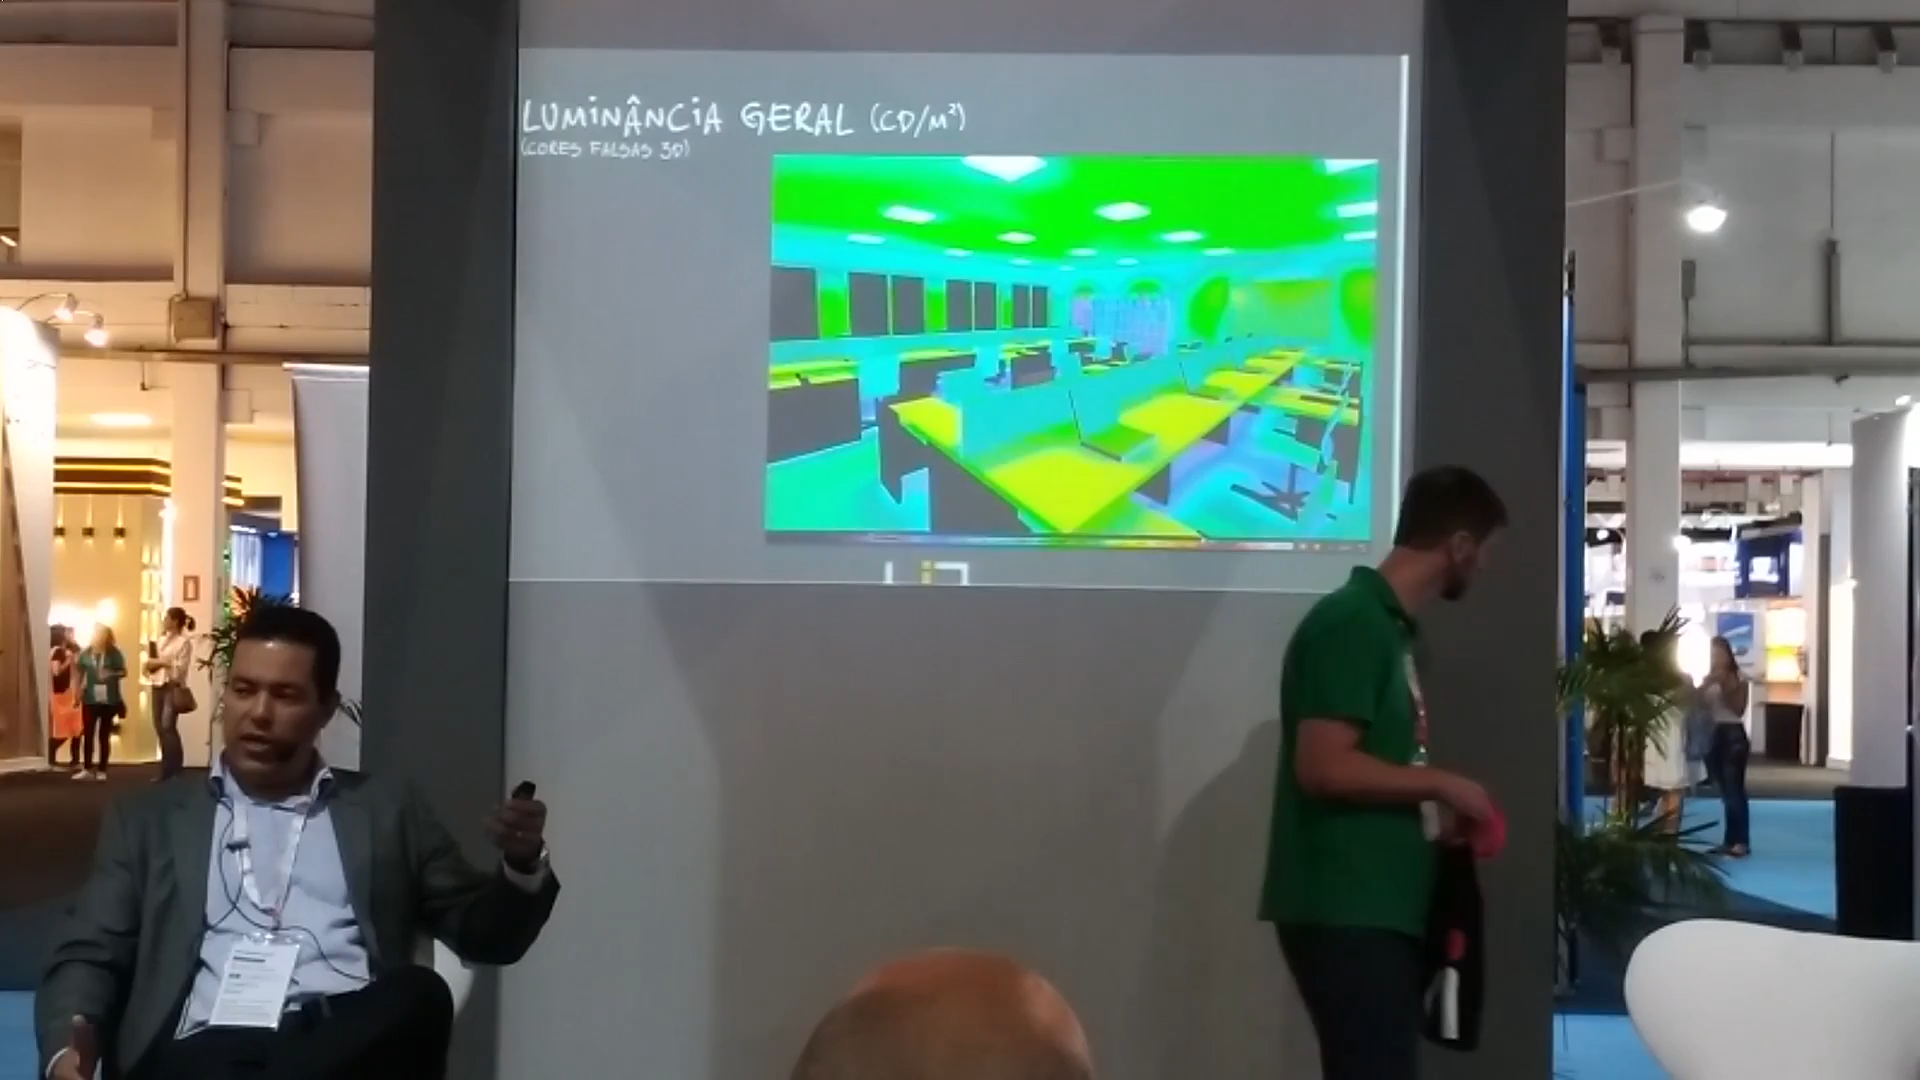 LUMINÂNCIA GERAL (CD/M²)
(CORES FALSAS 3D)